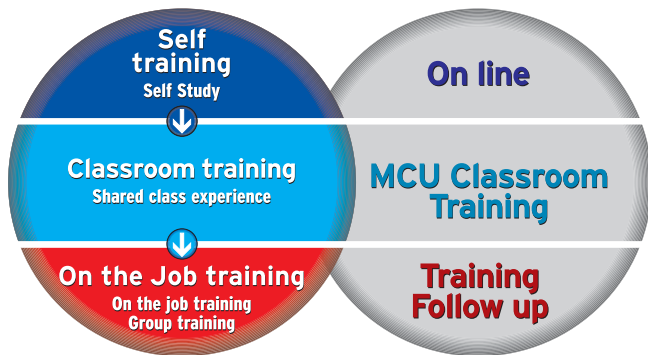 Self
training
Self Study
On line
Classroom training
Shared class experience
MCU Classroom
Training
On the Job training
On the job training
Group training
Training
Follow up